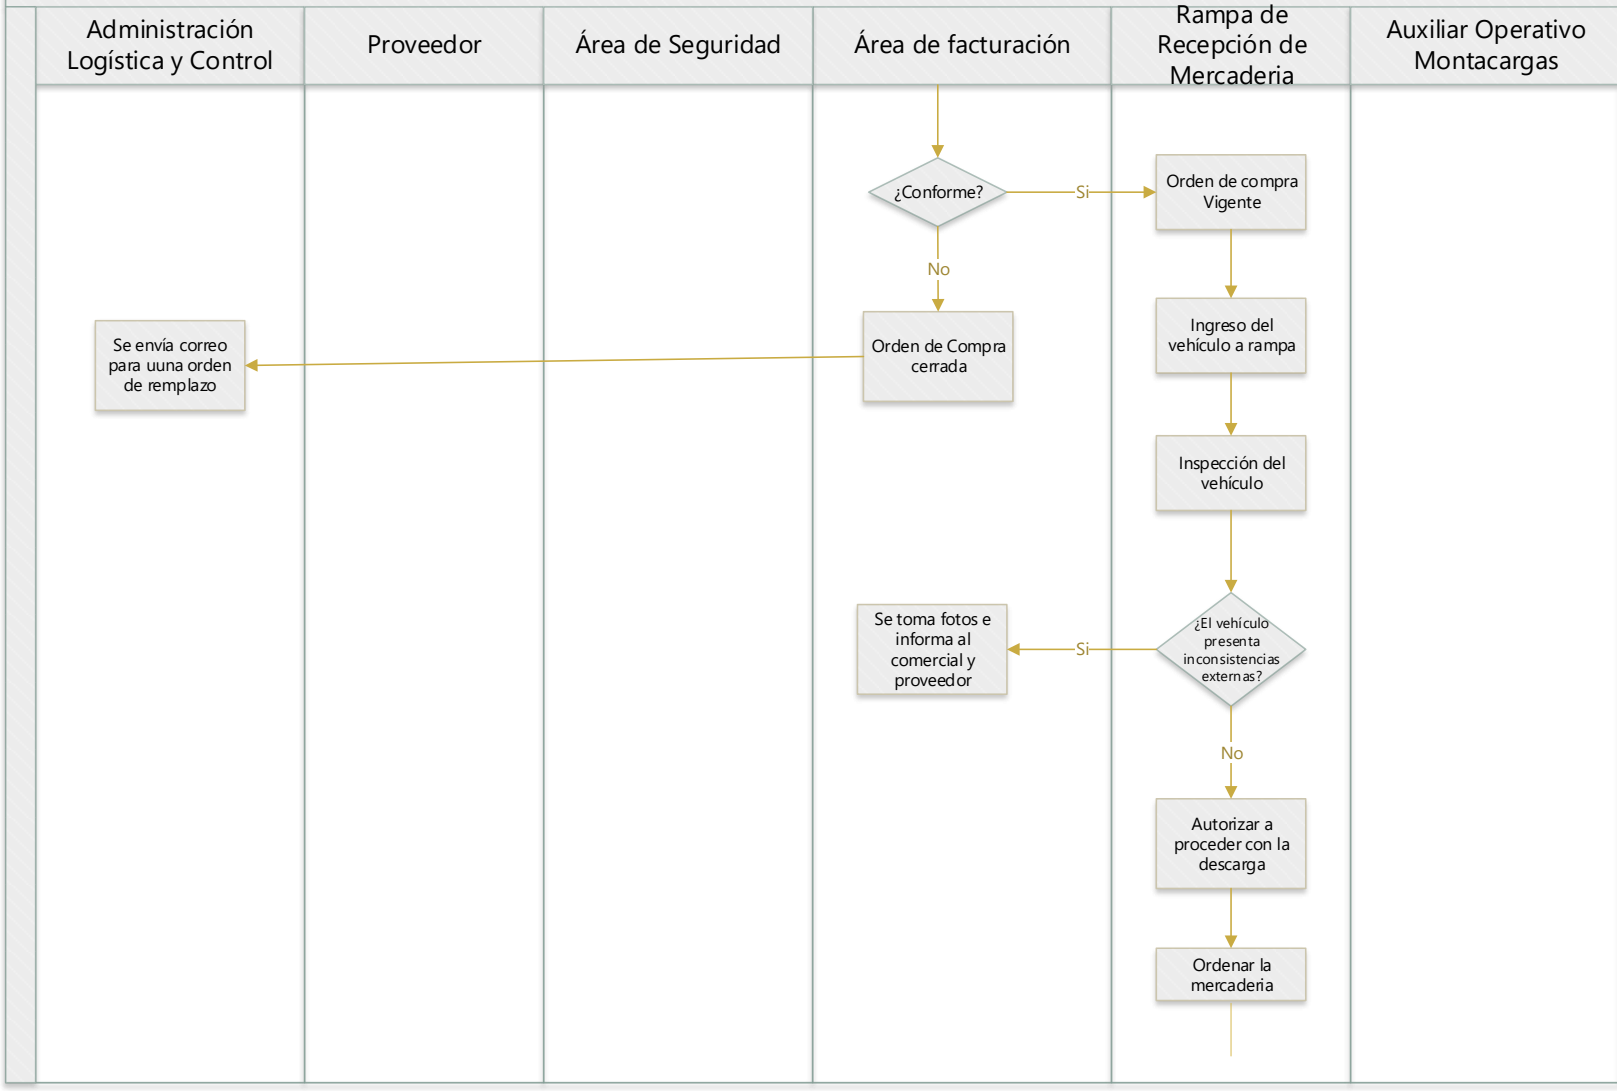 Administración
Logística y Control
Proveedor
Área de Seguridad
Área de facturación
Rampa de
Recepción de
Mercaderia
Auxiliar Operativo
Montacargas
¿Conforme?
Si
Orden de compra
Vigente
No
Se envía correo
para uuna orden
de remplazo
Orden de Compra
cerrada
Ingreso del
vehículo a rampa
Inspección del
vehículo
Se toma fotos e
informa al
comercial y
proveedor
Si
¿El vehículo
presenta
inconsistencias
externas?
No
Autorizar a
proceder con la
descarga
Ordenar la
mercaderia